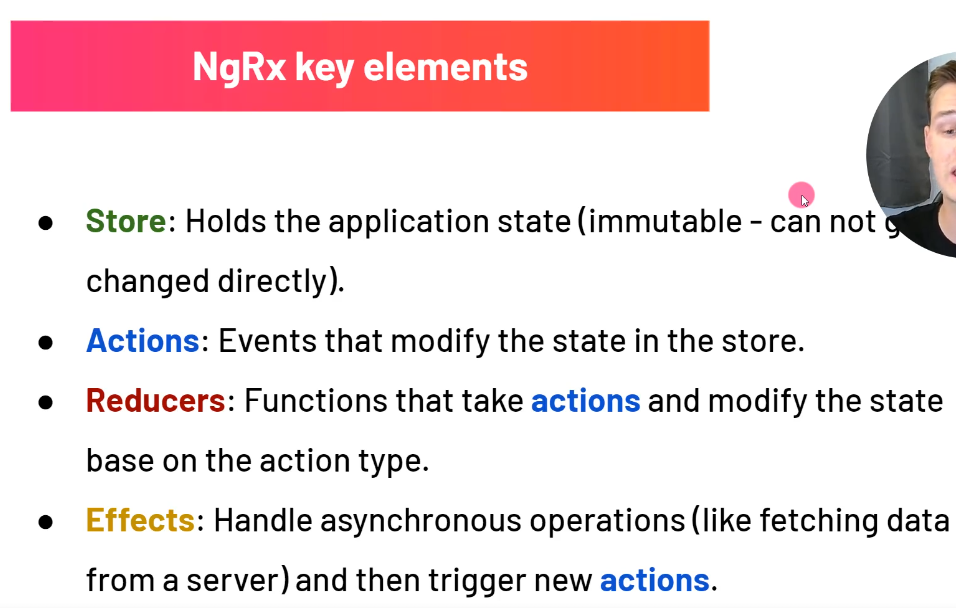 NgRx key elements
● Store: Holds the application state (immutable - can not
changed directly).
● Actions: Events that modify the state in the store.
● Reducers: Functions that take actions and modify the state
base on the action type.
● Effects: Handle asynchronous operations (like fetching data
from a server) and then trigger new actions.